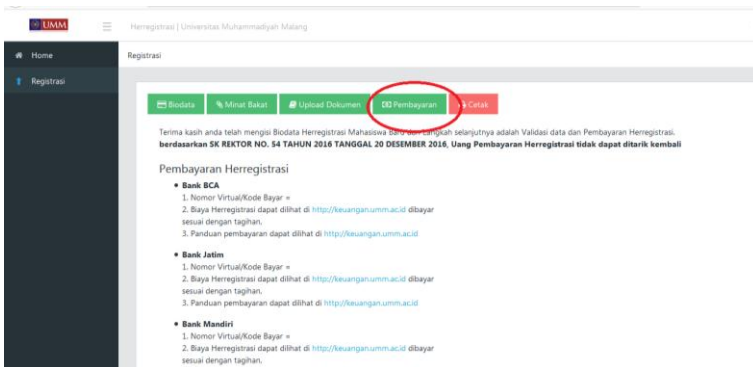 UMM
Herregistrasi | Universitas Muhammadiyah Malang
Home
Registrasi
Registrasi
Biodata
Minat Bakat
Upload Dokumen
Pembayaran
Cetak
Terima kasih anda telah mengisi Biodata Herregistrasi Mahasiswa Baru Langkah selanjutnya adalah Validasi data dan Pembayaran Herregistrasi.
berdasarkan SK REKTOR NO. 54 TAHUN 2016 TANGGAL 20 DESEMBER 2016, Uang Pembayaran Herregistrasi tidak dapat ditarik kembali
Pembayaran Herregistrasi
• Bank BCA
1. Nomor Virtual/Kode Bayar =
2. Biaya Herregistrasi dapat dilihat di http://keuangan.umm.ac.id dibayar
sesuai dengan tagihan.
3. Panduan pembayaran dapat dilihat di http://keuangan.umm.ac.id
• Bank Jatim
1. Nomor Virtual/Kode Bayar =
2. Biaya Herregistrasi dapat dilihat di http://keuangan.umm.ac.id dibayar
sesuai dengan tagihan.
3. Panduan pembayaran dapat dilihat di http://keuangan.umm.ac.id
• Bank Mandiri
1. Nomor Virtual/Kode Bayar =
2. Biaya Herregistrasi dapat dilihat di http://keuangan.umm.ac.id dibayar
sesuai dengan tagihan.